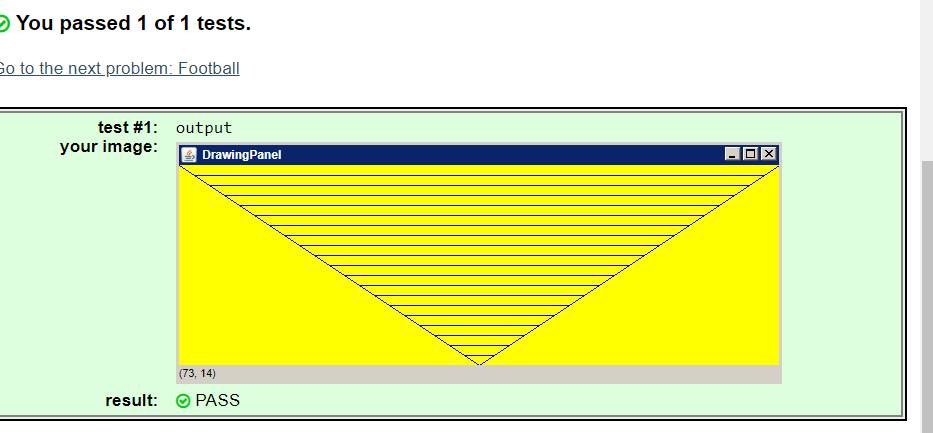 You passed 1 of 1 tests.
Go to the next problem: Football
test #1: output
your image:
DrawingPanel
(73, 14)
result: PASS